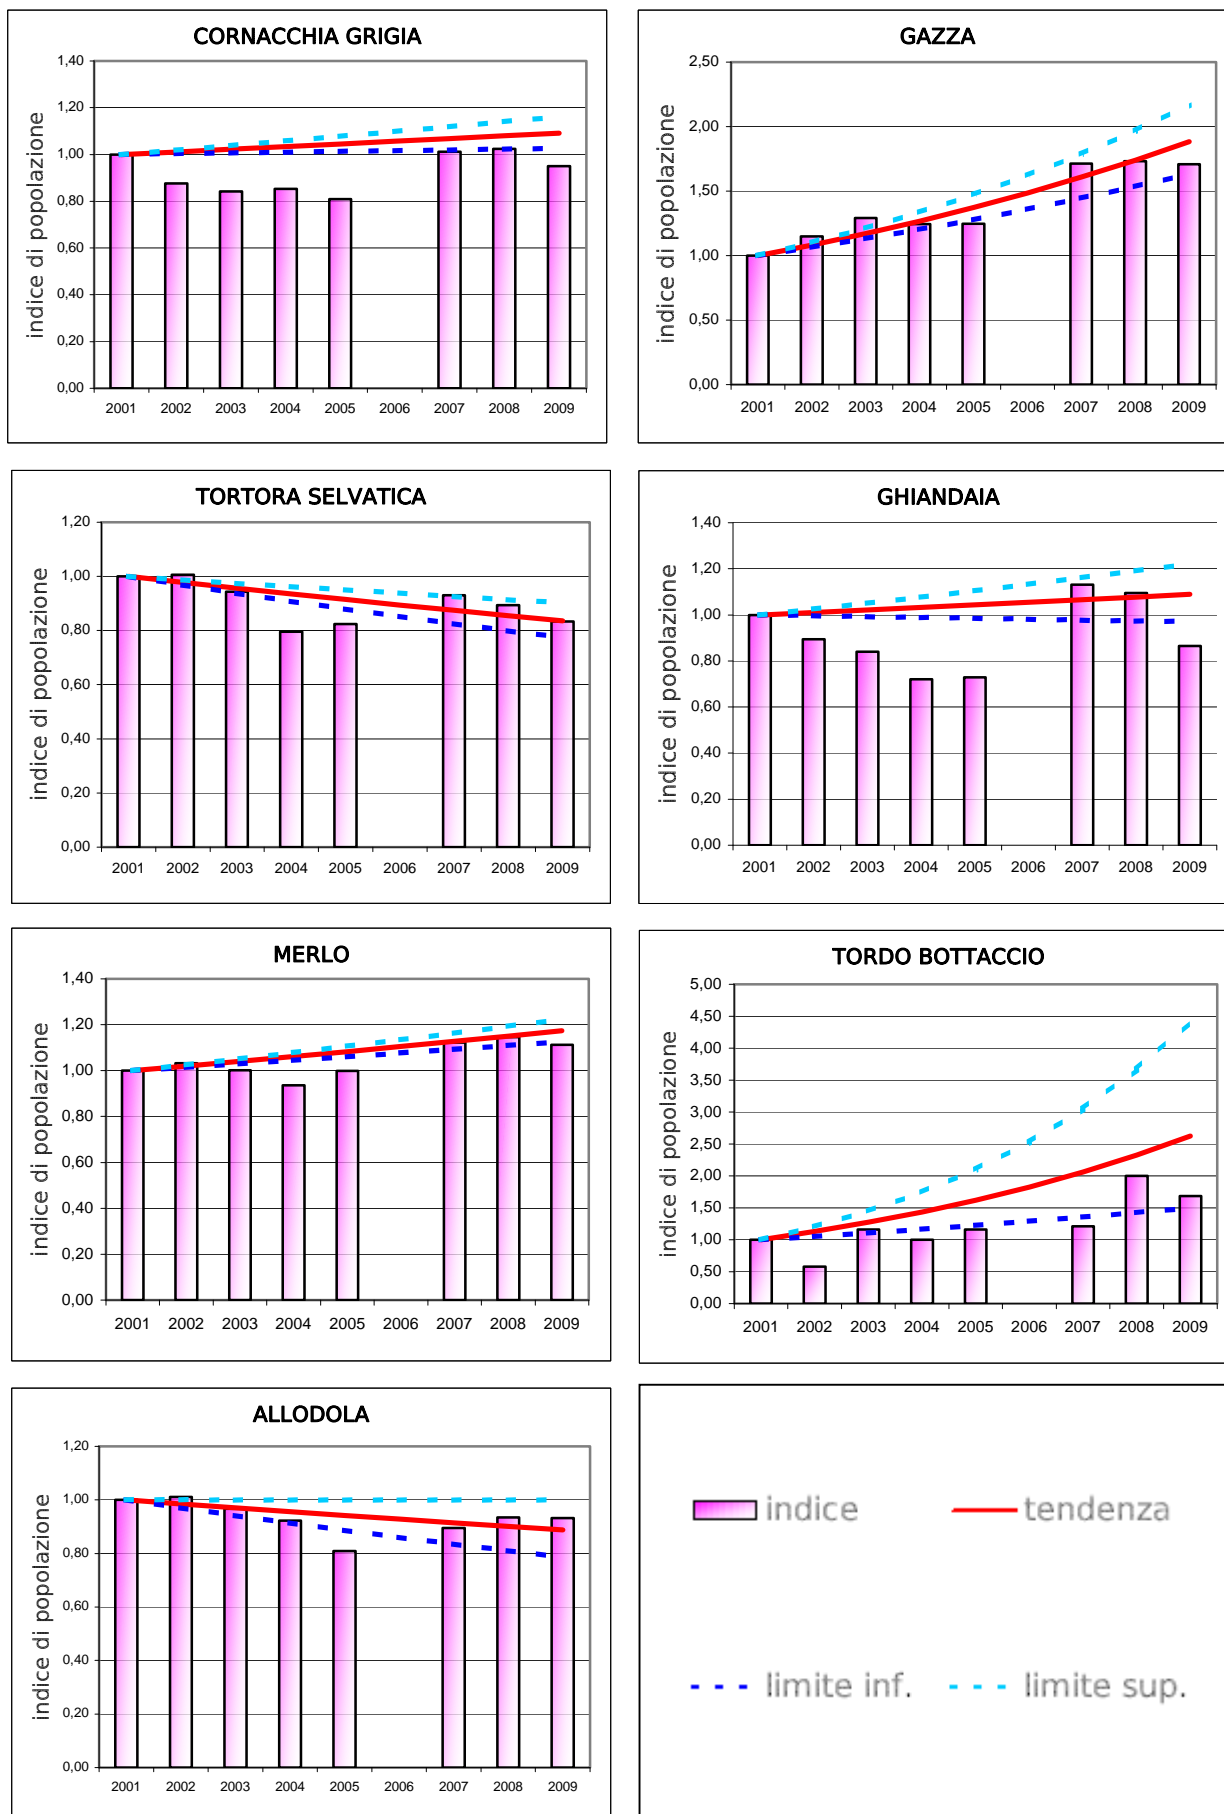 CORNACCHIA GRIGIA
indice di popolazione
1,40
1,20
1,00
0,80
0,60
0,40
0,20
0,00
2001 2002 2003 2004 2005 2006 2007 2008 2009
GAZZA
indice di popolazione
2,50
2,00
1,50
1,00
0,50
0,00
2001 2002 2003 2004 2005 2006 2007 2008 2009
TORTORA SELVATICA
indice di popolazione
1,20
1,00
0,80
0,60
0,40
0,20
0,00
2001 2002 2003 2004 2005 2006 2007 2008 2009
GHIANDAIA
indice di popolazione
1,40
1,20
1,00
0,80
0,60
0,40
0,20
0,00
2001 2002 2003 2004 2005 2006 2007 2008 2009
MERLO
indice di popolazione
1,40
1,20
1,00
0,80
0,60
0,40
0,20
0,00
2001 2002 2003 2004 2005 2006 2007 2008 2009
TORDO BOTTACCIO
indice di popolazione
5,00
4,50
4,00
3,50
3,00
2,50
2,00
1,50
1,00
0,50
0,00
2001 2002 2003 2004 2005 2006 2007 2008 2009
ALLODOLA
indice di popolazione
1,20
1,00
0,80
0,60
0,40
0,20
0,00
2001 2002 2003 2004 2005 2006 2007 2008 2009
indice tendenza
limite inf. limite sup.